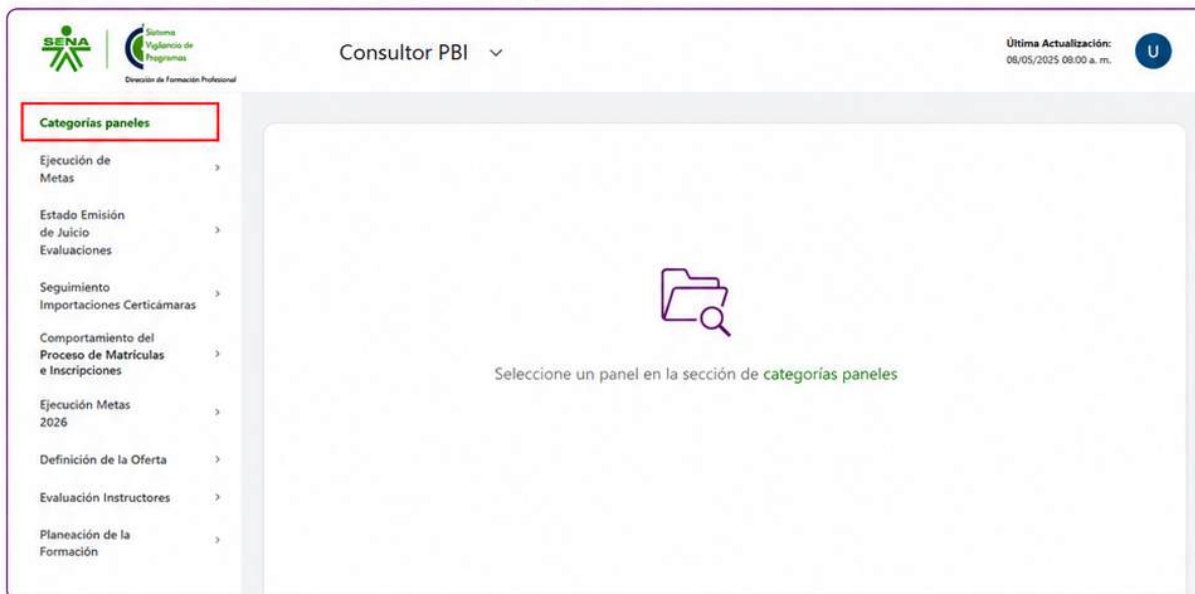 SENA
Sistema
Vigilancia de
Programas
Dirección de Formación Profesional
Consultor PBI
Última Actualización:
08/05/2025 08:00 a. m.
U
Categorías paneles
Ejecución de
Metas
Estado Emisión
de Juicio
Evaluaciones
Seguimiento
Importaciones Certicámaras
Comportamiento del
Proceso de Matrículas
e Inscripciones
Ejecución Metas
2026
Definición de la Oferta
Evaluación Instructores
Planeación de la
Formación
Seleccione un panel en la sección de categorías paneles